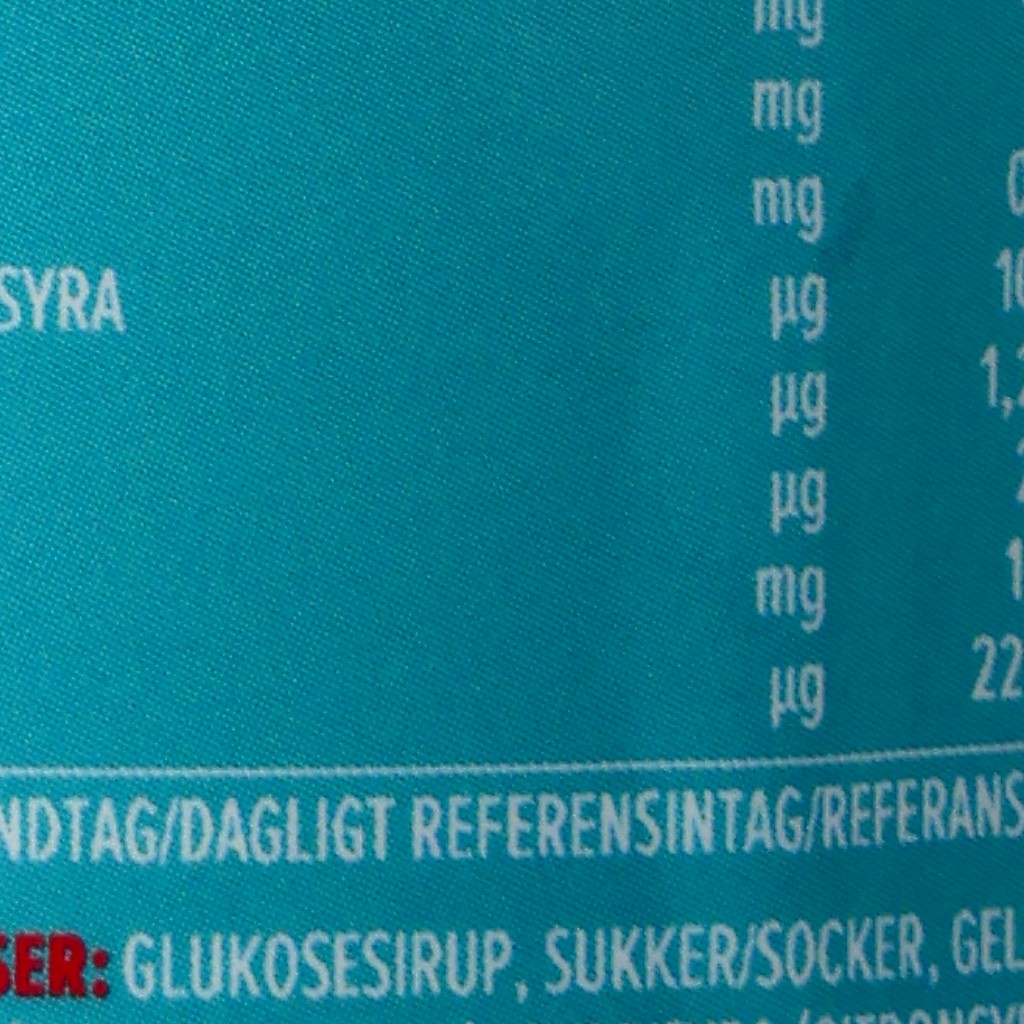 mg
mg
mg
SYRA µg
µg
µg
mg
µg 22
NDTAG/DAGLIGT REFERENSINTAG/REFERANS
SER: GLUKOSESIRUP, SUKKER/SOCKER, GEL